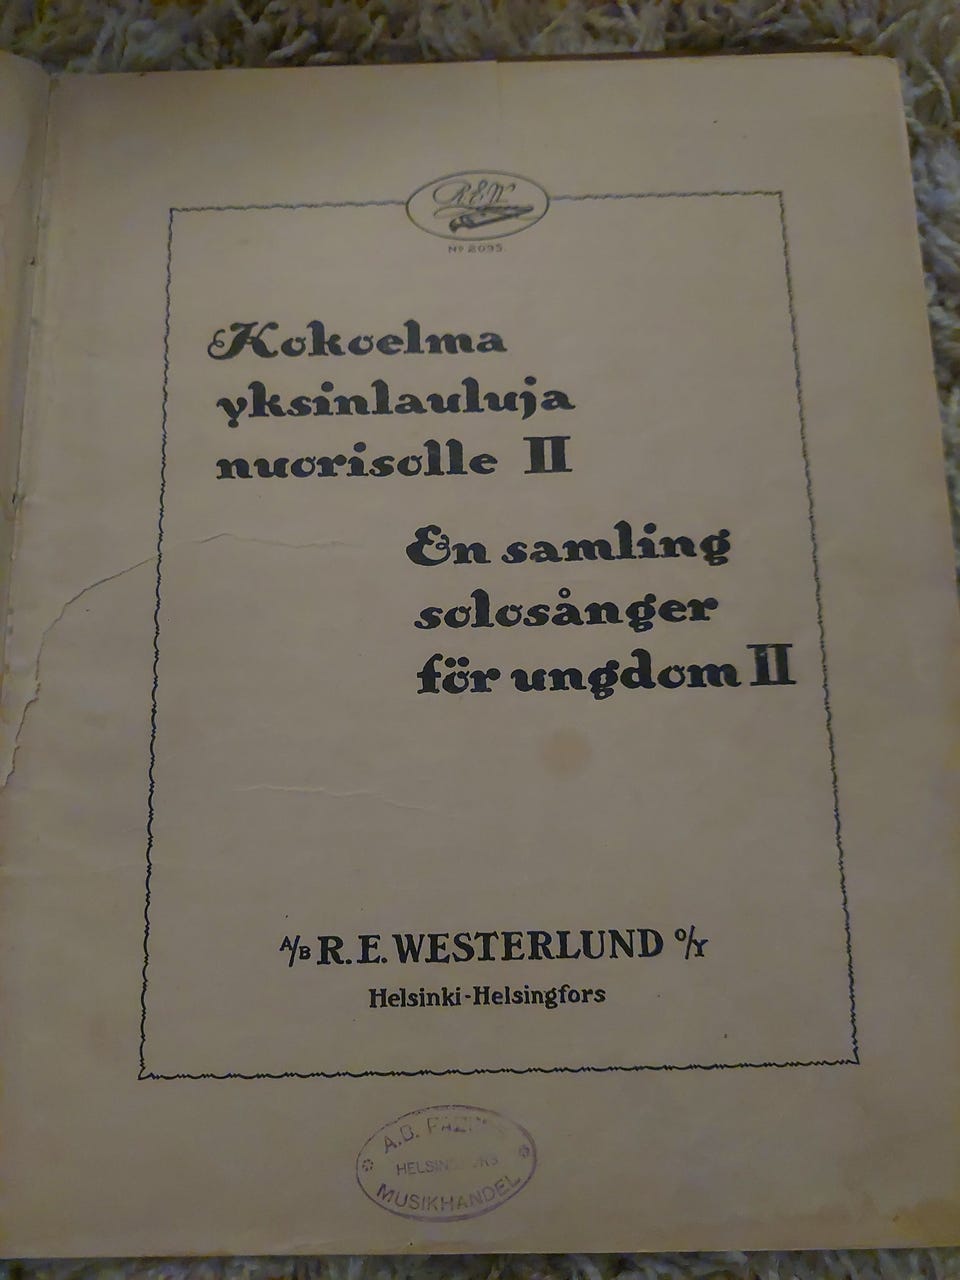 R.E.W.
No 2095.
Kokoelma
yksinlauluja
nuorisolle II
En samling
solosånger
för ungdom II
A/B R. E. WESTERLUND O/Y
Helsinki-Helsingfors
A.B.
MUSIKHANDEL